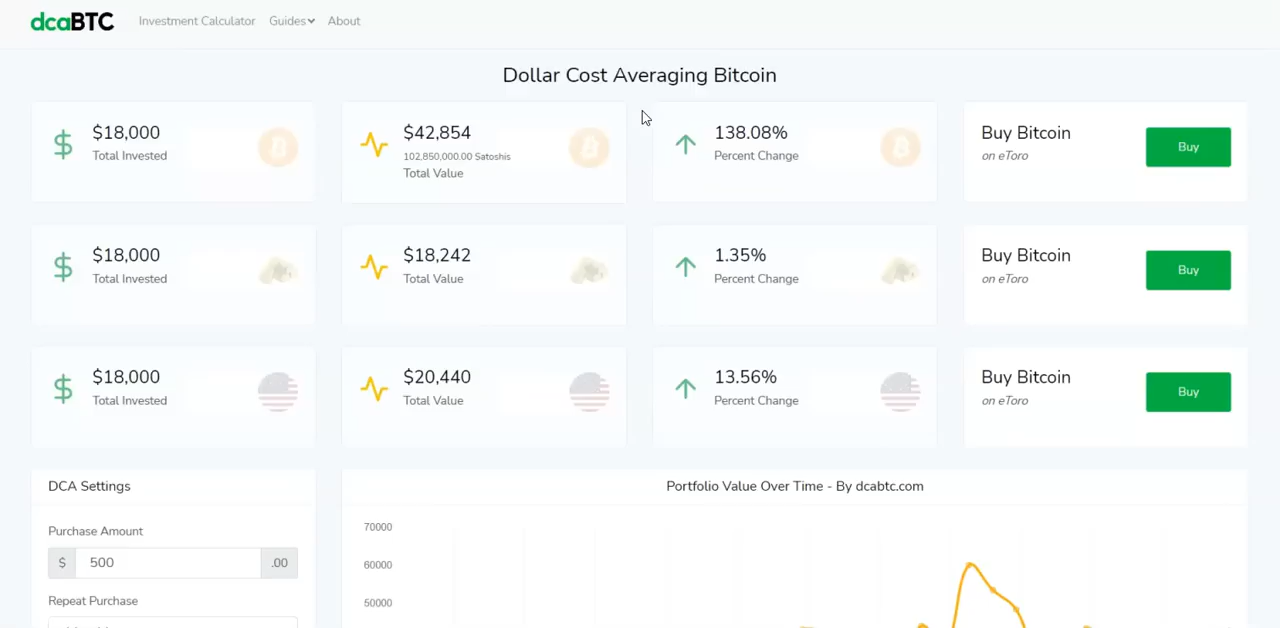 dcaBTC Investment Calculator Guides About
Dollar Cost Averaging Bitcoin
$18,000
Total Invested
$42,854
102,850,000.00 Satoshis
Total Value
138.08%
Percent Change
Buy Bitcoin
on eToro
Buy
$18,000
Total Invested
$18,242
Total Value
1.35%
Percent Change
Buy Bitcoin
on eToro
Buy
$18,000
Total Invested
$20,440
Total Value
13.56%
Percent Change
Buy Bitcoin
on eToro
Buy
DCA Settings
Purchase Amount
$ 500 .00
Repeat Purchase
Portfolio Value Over Time - By dcabtc.com
70000
60000
50000